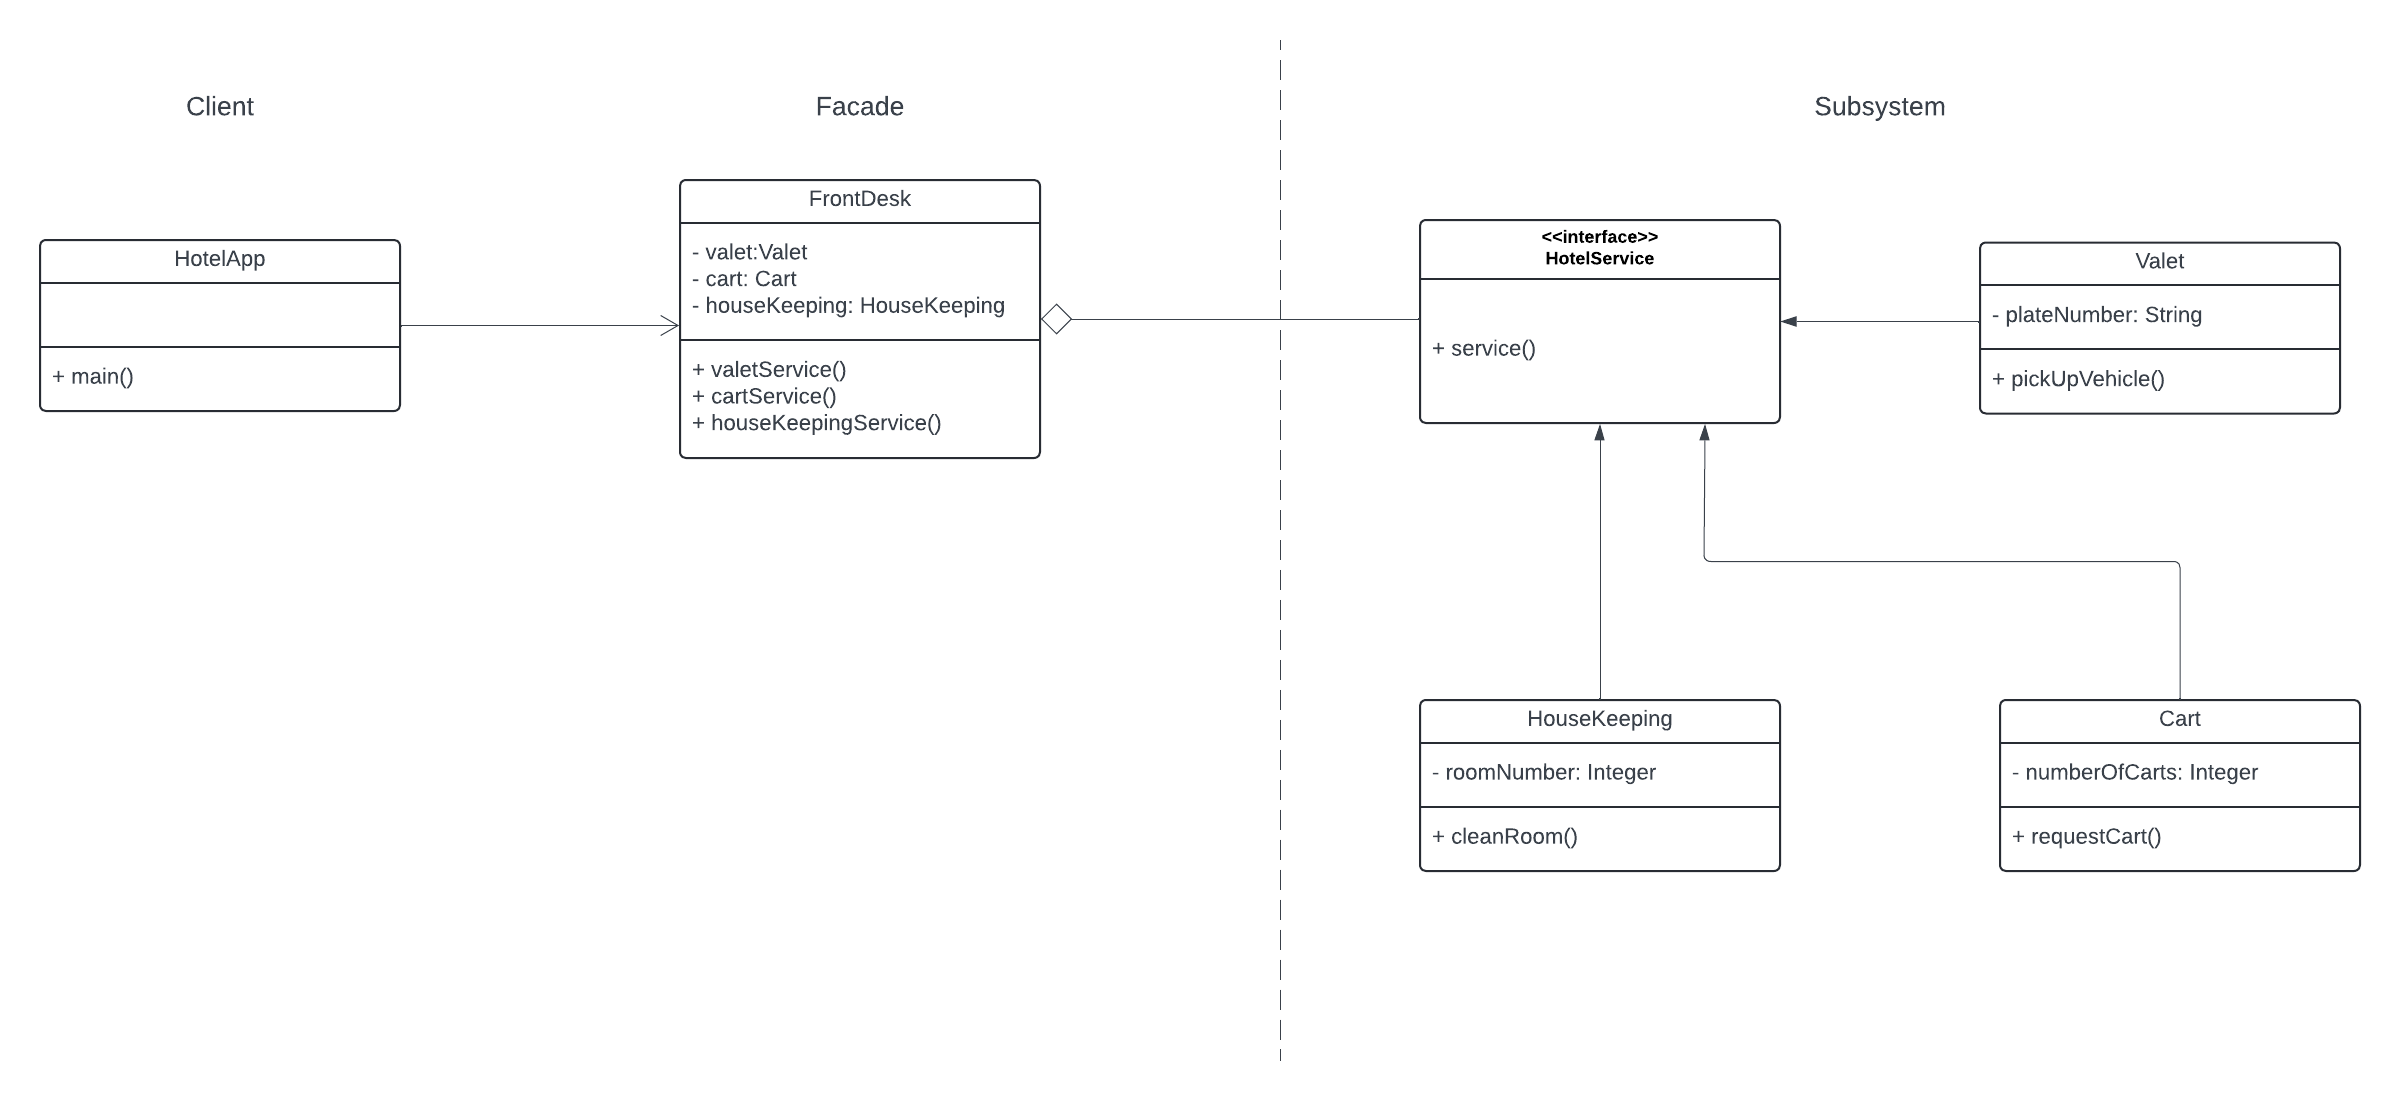 Client
Facade
Subsystem
HotelApp
+ main()
FrontDesk
- valet:Valet
- cart: Cart
- houseKeeping: HouseKeeping
+ valetService()
+ cartService()
+ houseKeepingService()
<<interface>>
HotelService
+ service()
Valet
- plateNumber: String
+ pickUpVehicle()
HouseKeeping
- roomNumber: Integer
+ cleanRoom()
Cart
- numberOfCarts: Integer
+ requestCart()